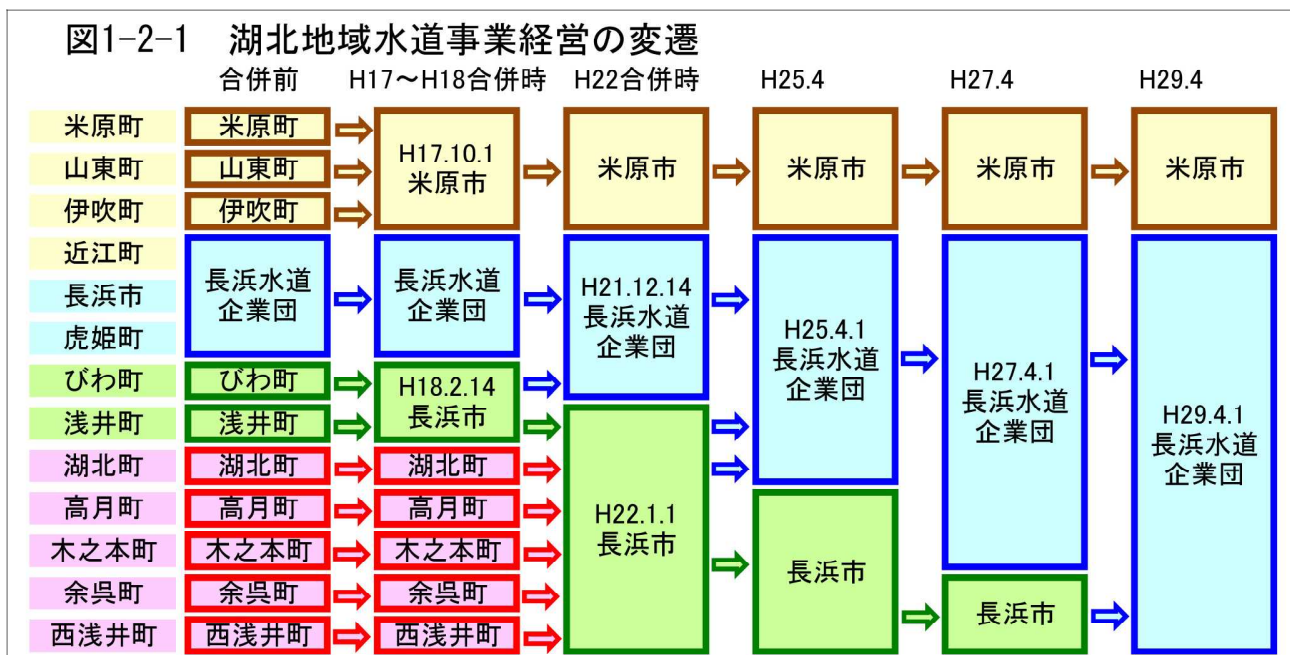 図1-2-1　湖北地域水道事業経営の変遷
合併前　H17～H18合併時　H22合併時　H25.4　H27.4　H29.4
米原町
山東町
伊吹町
近江町
長浜市
虎姫町
びわ町
浅井町
湖北町
高月町
木之本町
余呉町
西浅井町
米原町
山東町
伊吹町
長浜水道
企業団
びわ町
浅井町
湖北町
高月町
木之本町
余呉町
西浅井町
H17.10.1
米原市
長浜水道
企業団
H18.2.14
長浜市
湖北町
高月町
木之本町
余呉町
西浅井町
米原市
H21.12.14
長浜水道
企業団
H22.1.1
長浜市
米原市
H25.4.1
長浜水道
企業団
長浜市
米原市
H27.4.1
長浜水道
企業団
長浜市
米原市
H29.4.1
長浜水道
企業団